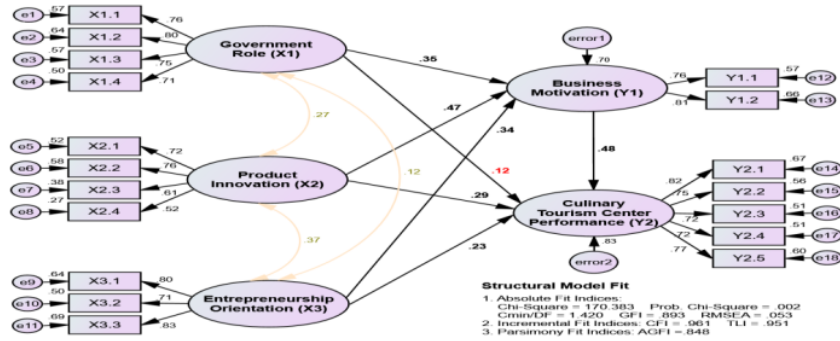 e1 .57 X1.1 .76
e2 .64 X1.2 .80
e3 .57 X1.3 .75
e4 .50 X1.4 .71
Government
Role (X1)
e5 .52 X2.1 .72
e6 .58 X2.2 .76
e7 .38 X2.3 .61
e8 .27 X2.4 .52
Product
Innovation (X2)
e9 .64 X3.1 .80
e10 .50 X3.2 .71
e11 .69 X3.3 .83
Entrepreneurship
Orientation (X3)
.27
.12
.37
.35
.47
.34
.12
.29
.23
.48
error1
.70
Business
Motivation (Y1)
.76 Y1.1 .57 e12
.81 Y1.2 .66 e13
Culinary
Tourism Center
Performance (Y2)
.83
error2
.82 Y2.1 .67 e14
.75 Y2.2 .56 e15
.72 Y2.3 .51 e16
.72 Y2.4 .51 e17
.77 Y2.5 .60 e18
Structural Model Fit
1. Absolute Fit Indices:
Chi-Square = 170.383 Prob. Chi-Square = .002
Cmin/DF = 1.420 GFI = .893 RMSEA = .053
2. Incremental Fit Indices: CFI = .961 TLI = .951
3. Parsimony Fit Indices: AGFI = .848